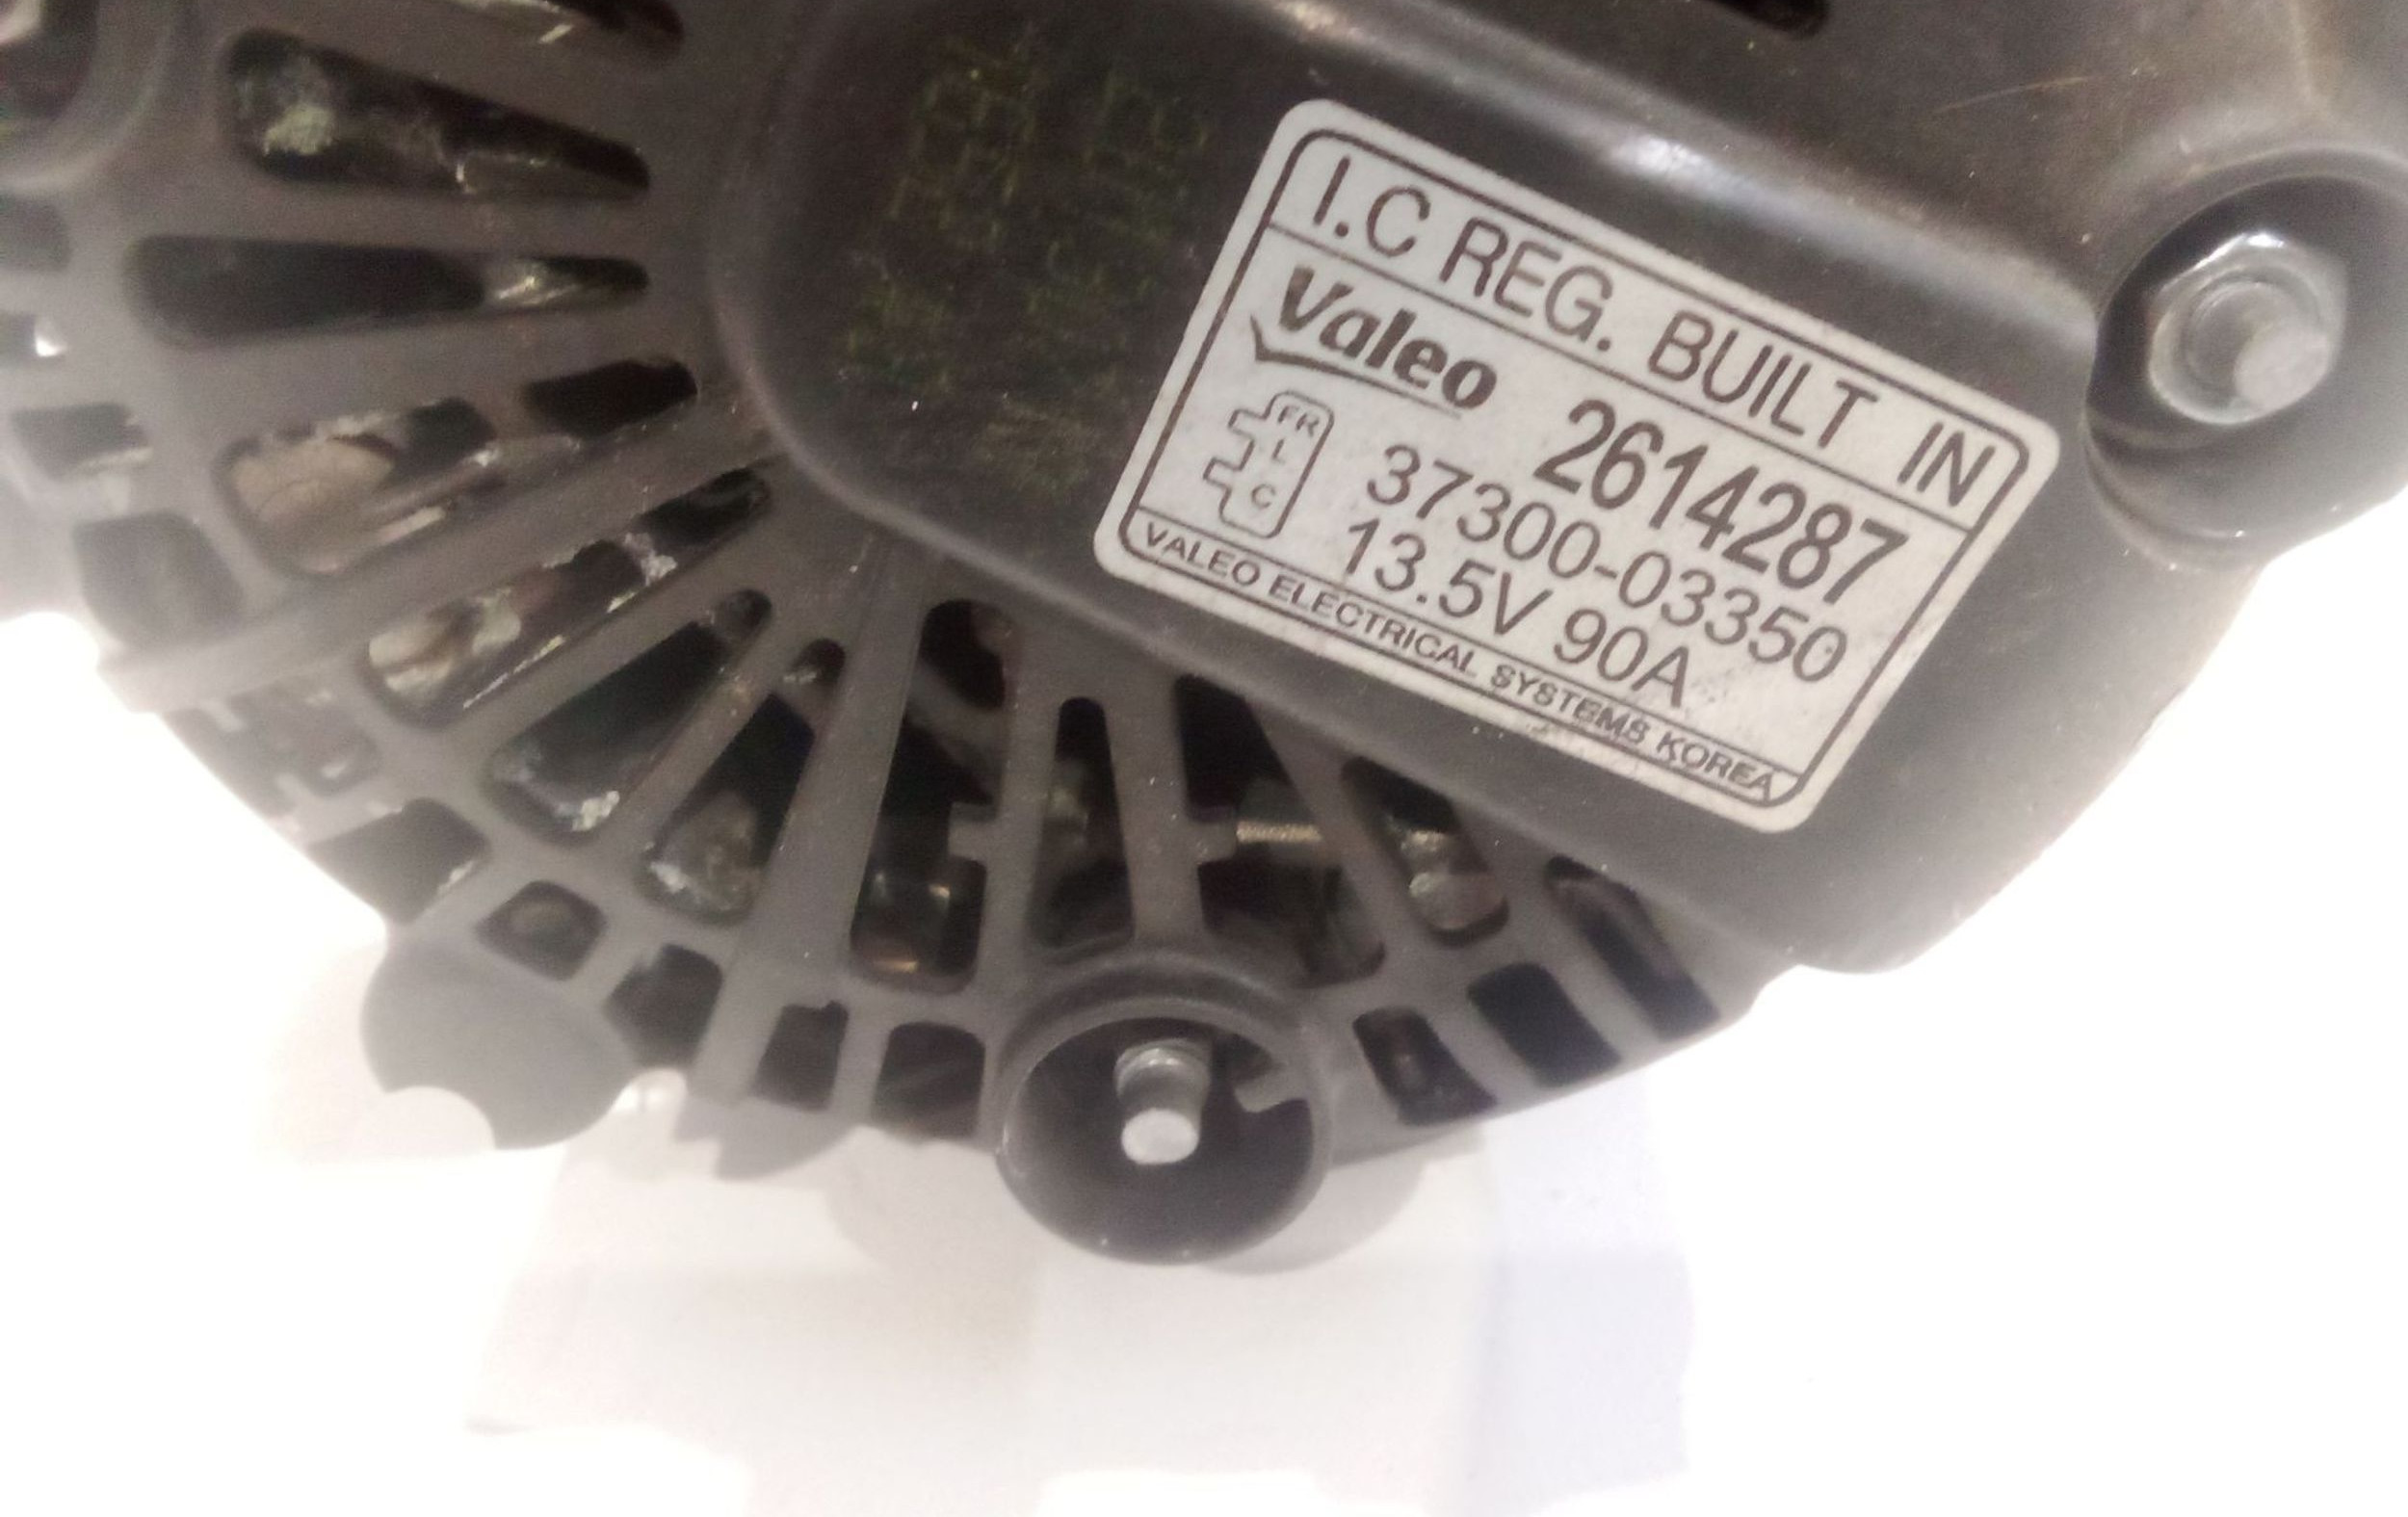 I.C REG. BUILT IN
Valeo 2614287
FR
L
C
37300-03350
13.5V 90A
VALEO ELECTRICAL SYSTEMS KOREA